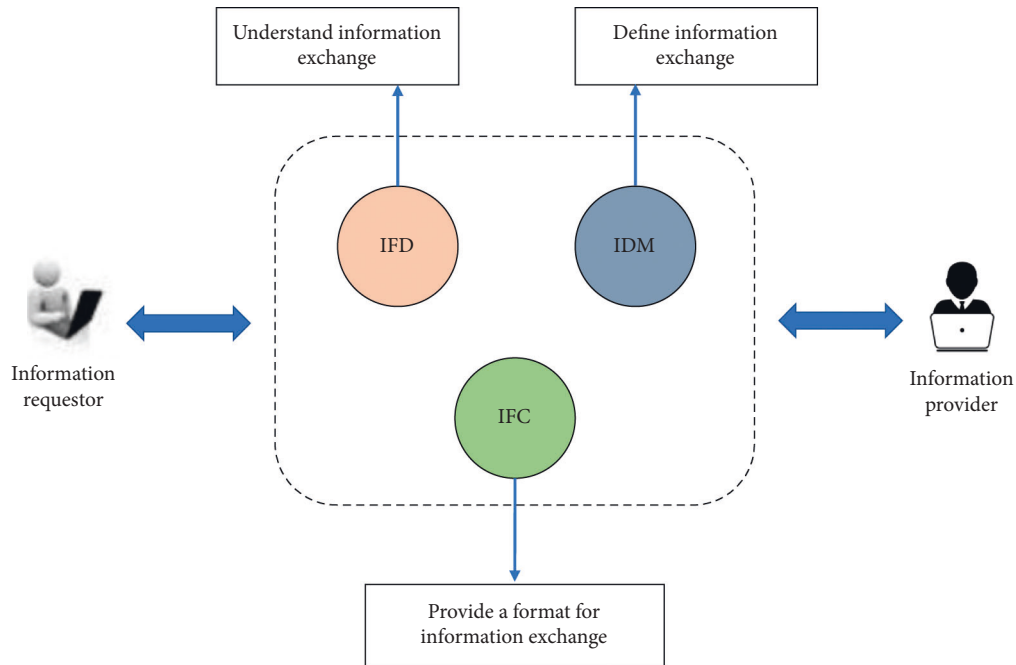 Understand information
exchange
Define information
exchange
IFD
IDM
Information
requestor
Information
provider
IFC
Provide a format for
information exchange